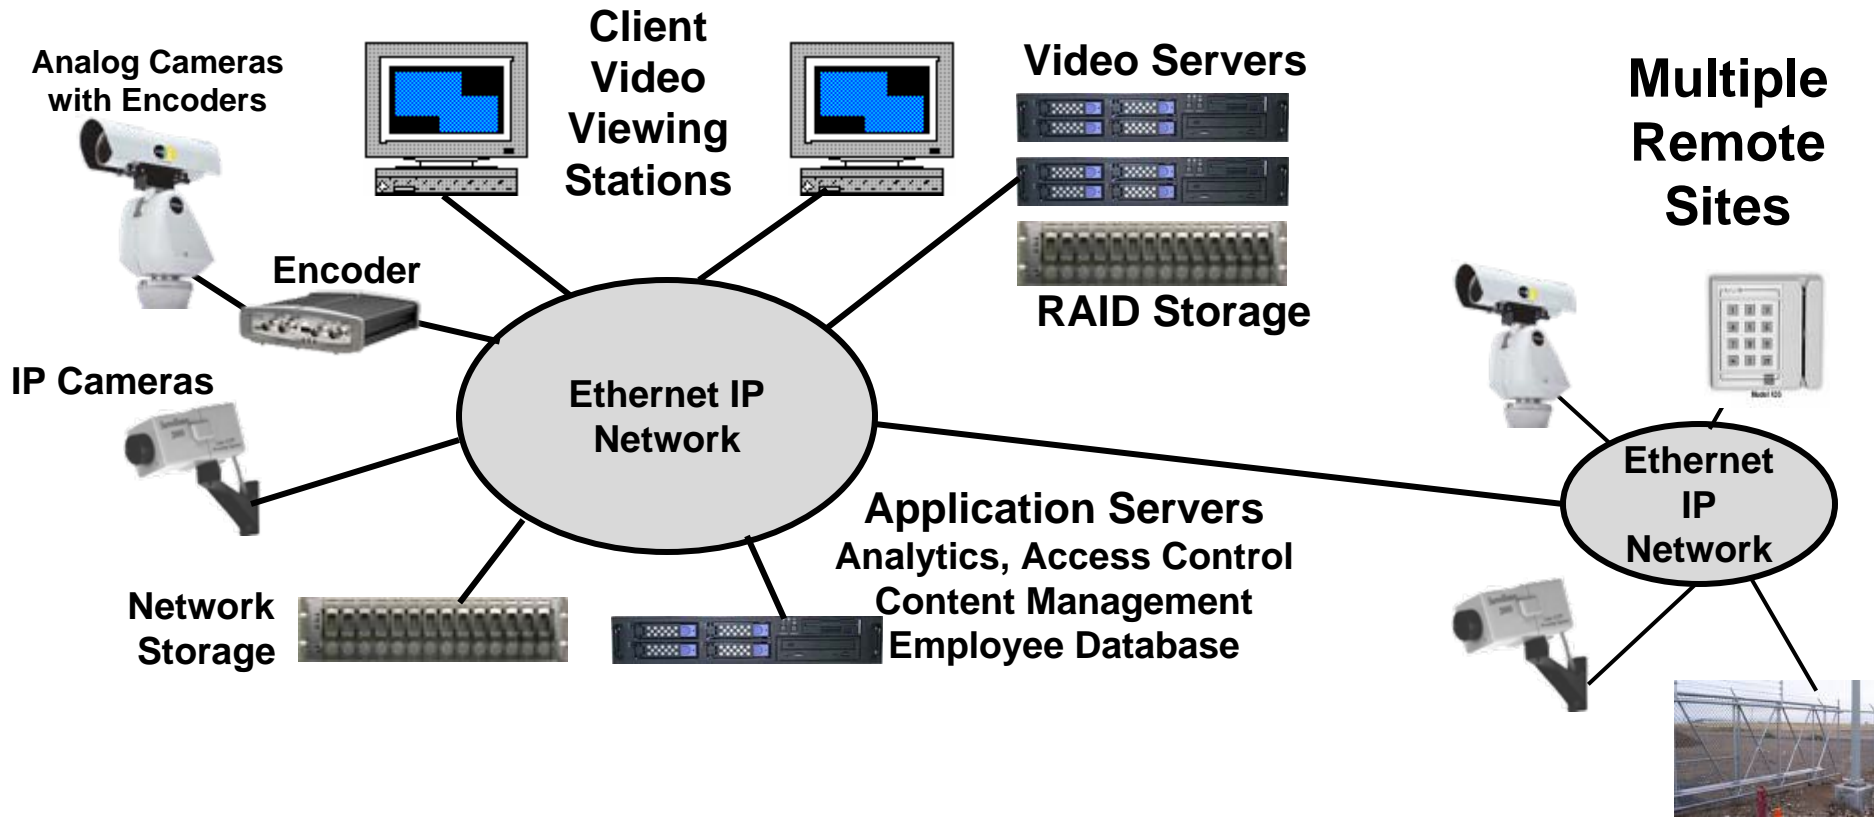 Analog Cameras
with Encoders
Client
Video
Viewing
Stations
Video Servers
Multiple
Remote
Sites
Encoder
RAID Storage
IP Cameras
Ethernet IP
Network
Ethernet
IP
Network
Application Servers
Analytics, Access Control
Content Management
Employee Database
Network
Storage